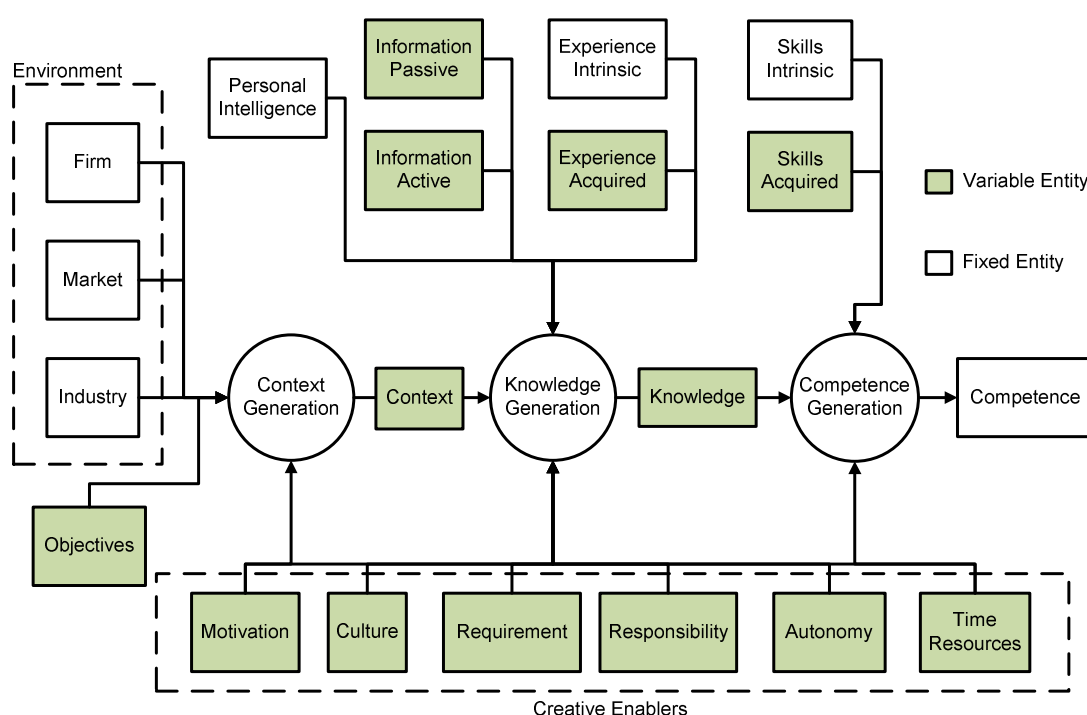 Environment
Firm
Market
Industry
Objectives
Personal
Intelligence
Information
Passive
Information
Active
Experience
Intrinsic
Experience
Acquired
Skills
Intrinsic
Skills
Acquired
Variable Entity
Fixed Entity
Context
Generation
Context
Knowledge
Generation
Knowledge
Competence
Generation
Competence
Motivation
Culture
Requirement
Responsibility
Autonomy
Time
Resources
Creative Enablers